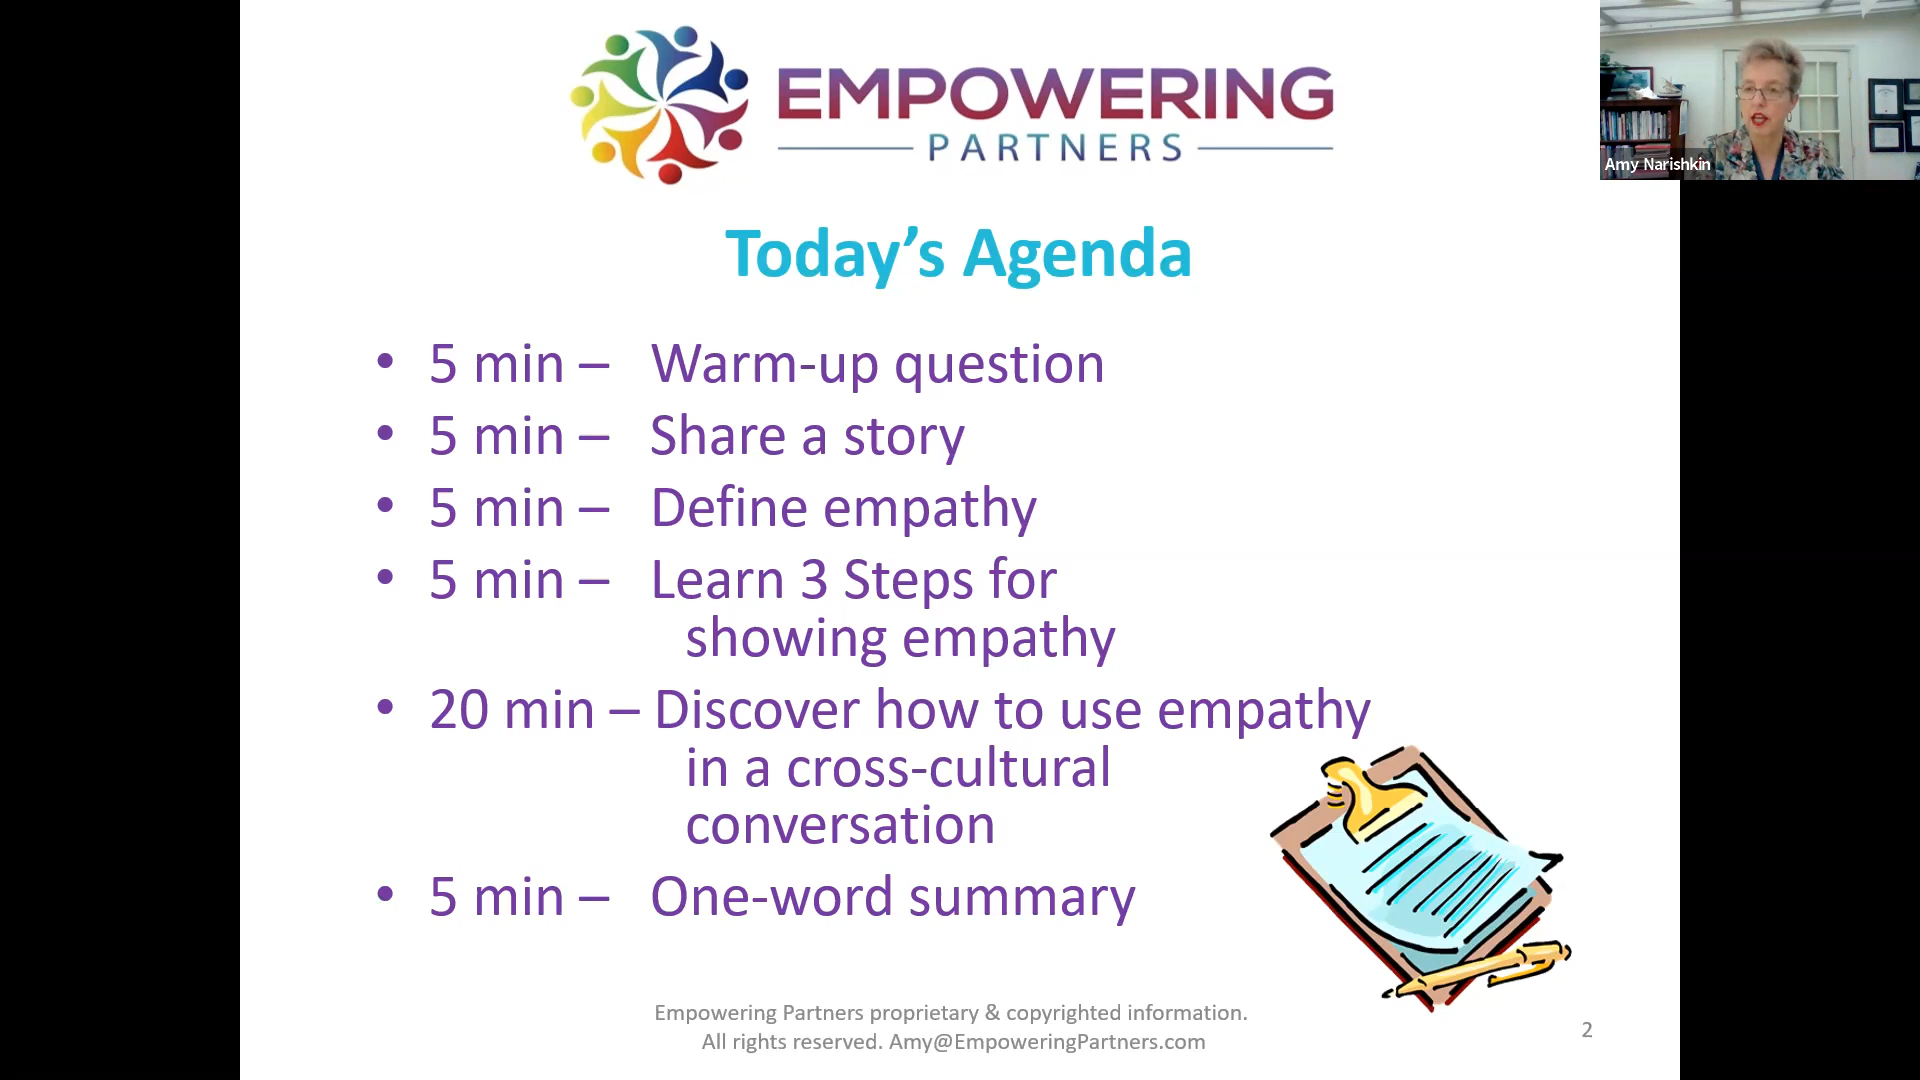 EMPOWERING
PARTNERS
Amy Narishkin
Today’s Agenda
• 5 min – Warm-up question
• 5 min – Share a story
• 5 min – Define empathy
• 5 min – Learn 3 Steps for
showing empathy
• 20 min – Discover how to use empathy
in a cross-cultural
conversation
• 5 min – One-word summary
Empowering Partners proprietary & copyrighted information.
All rights reserved. Amy@EmpoweringPartners.com
2